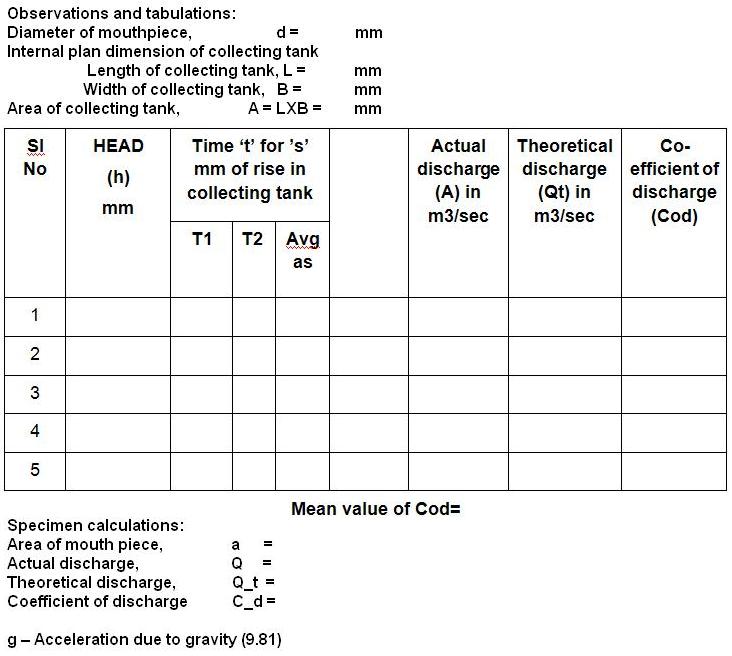 Observations and tabulations:
Diameter of mouthpiece, d= mm
Internal plan dimension of collecting tank
Length of collecting tank, L = mm
Width of collecting tank, B = mm
Area of collecting tank, A = LXB = mm
Sl No
HEAD (h) mm
Time ‘t’ for ’s’ mm of rise in collecting tank
T1
T2
Avg as
Actual discharge (A) in m3/sec
Theoretical discharge (Qt) in m3/sec
Co-efficient of discharge (Cod)
1
2
3
4
5
Mean value of Cod=
Specimen calculations:
Area of mouth piece, a =
Actual discharge, Q =
Theoretical discharge, Q_t =
Coefficient of discharge C_d=
g – Acceleration due to gravity (9.81)